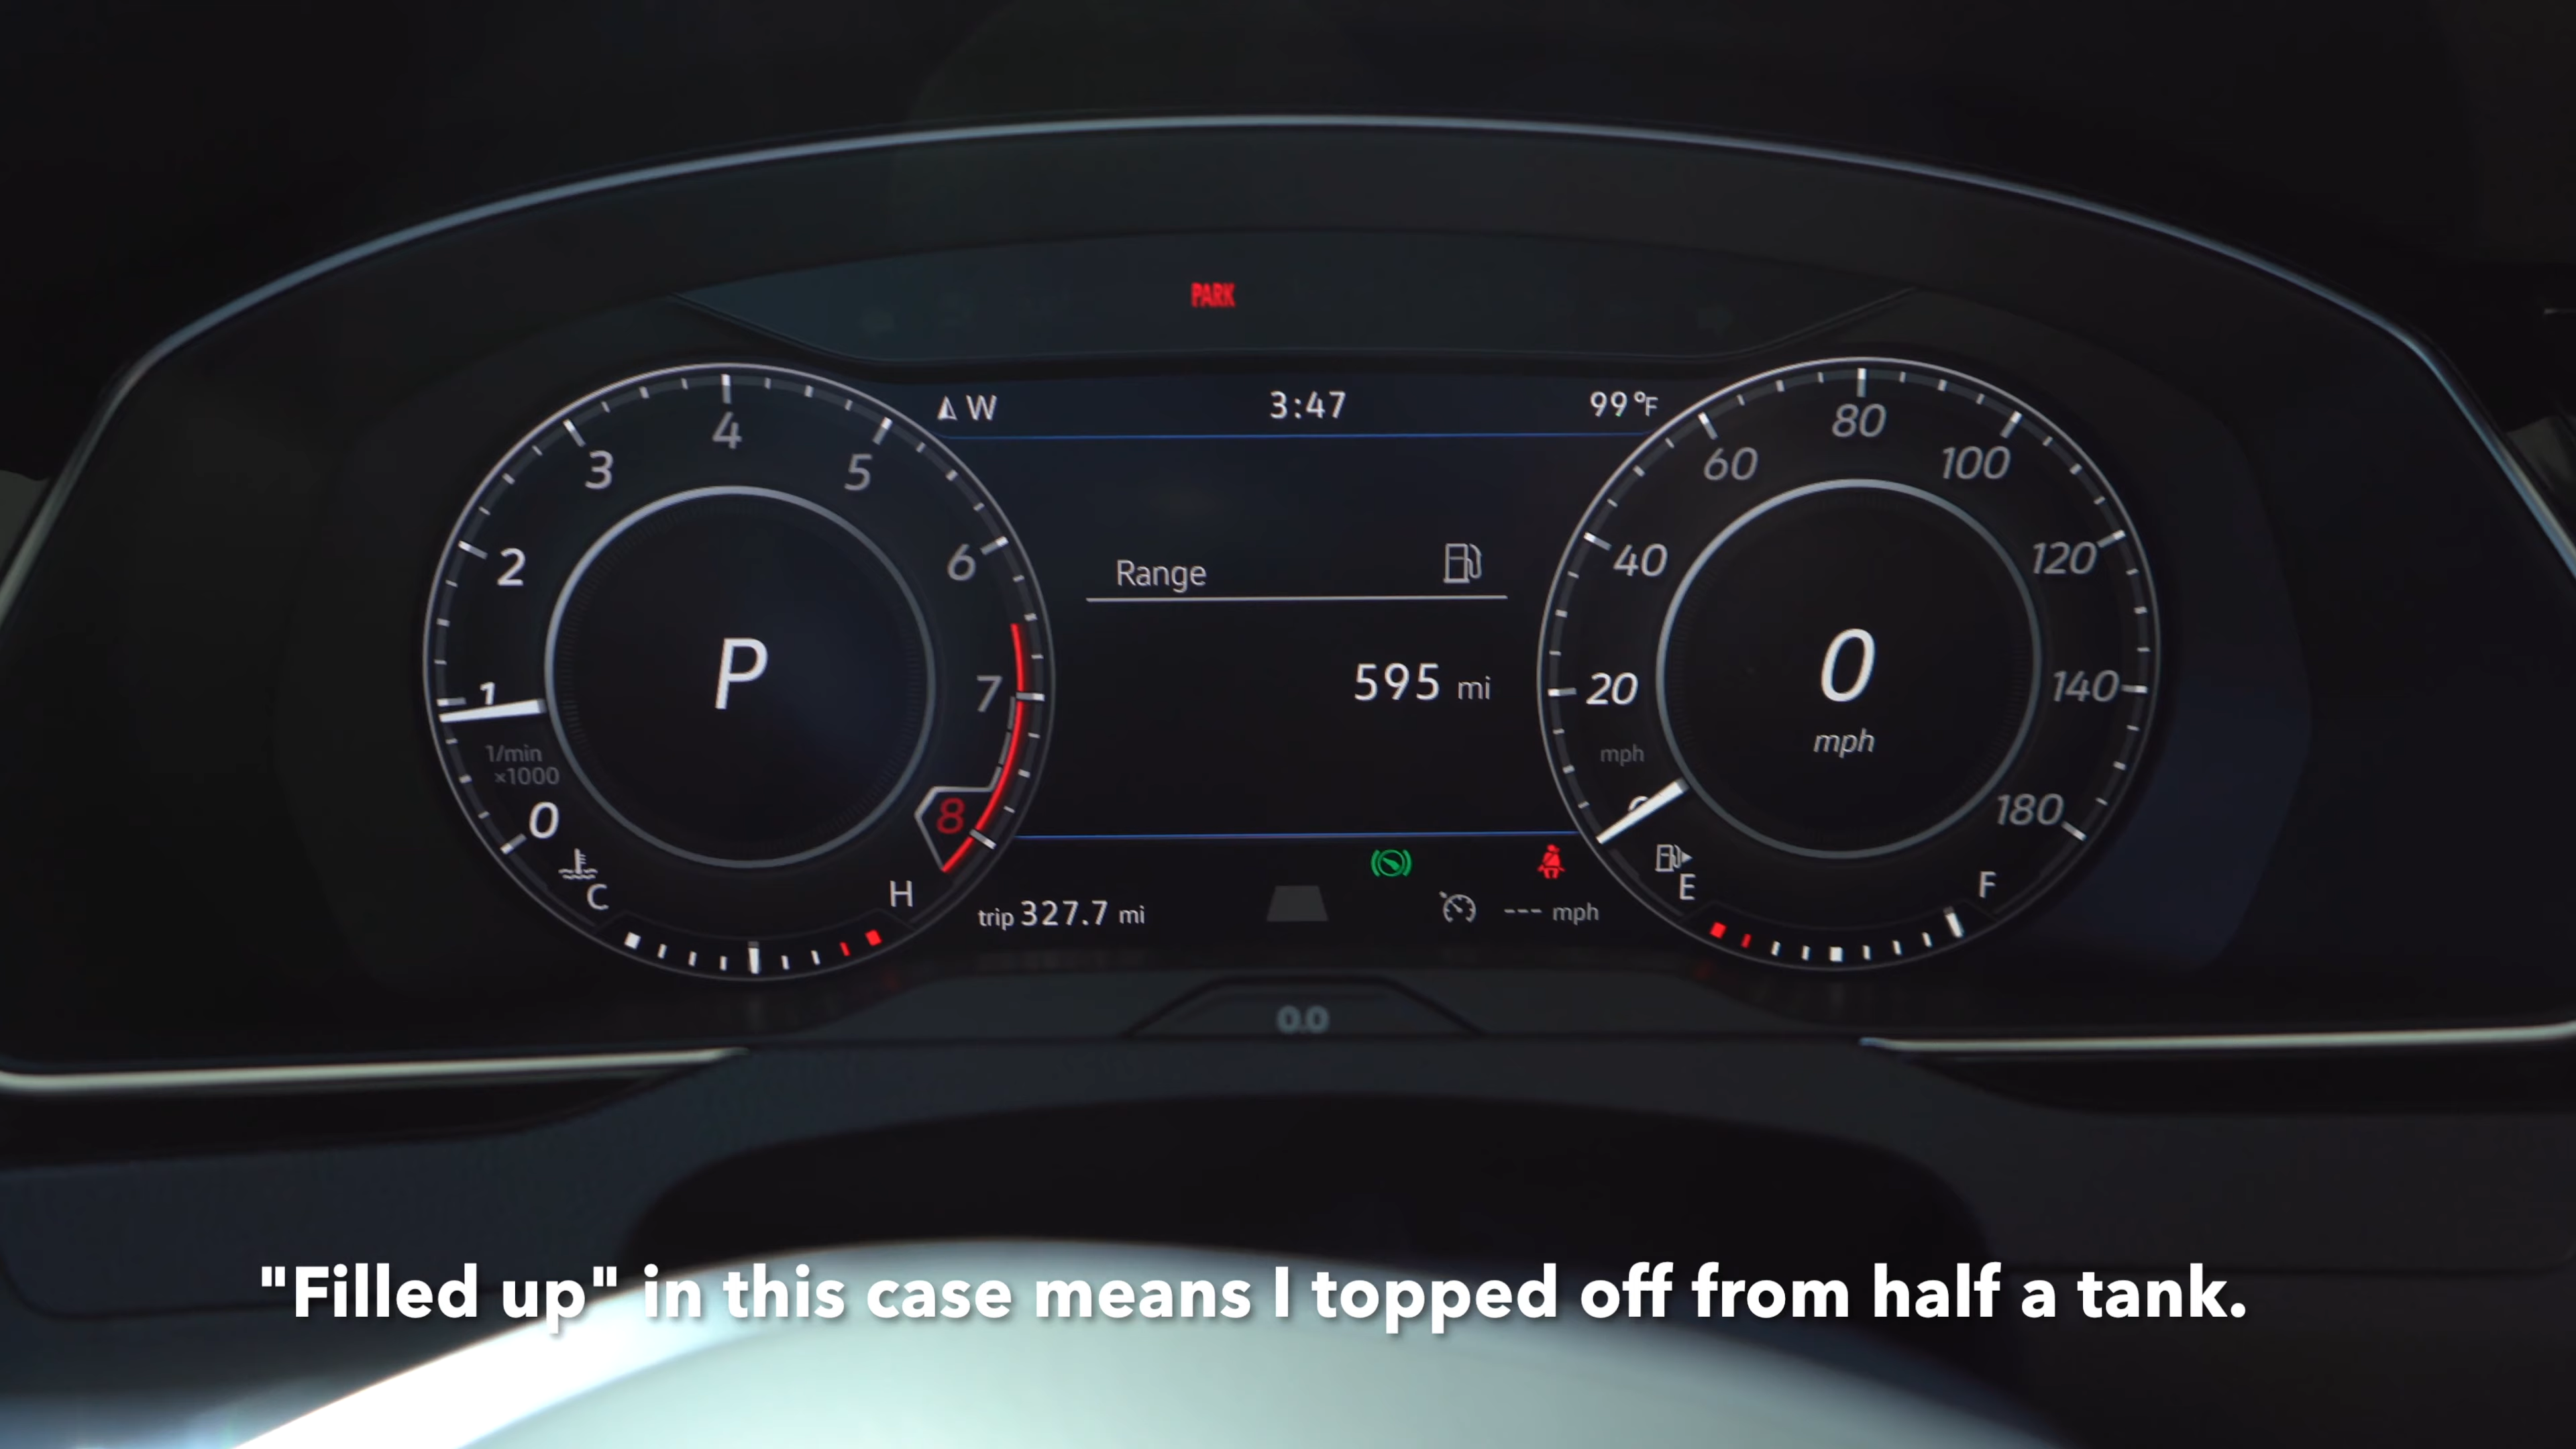 PARK
W 3:47 99°F
4
3
5
2
6
1
7
1/min
×1000
0
8
C
H
P
Range
595 mi
trip 327.7 mi
--- mph
80
60
100
40
120
20
140
mph
180
0
mph
E
F
0.0
"Filled up" in this case means I topped off from half a tank.